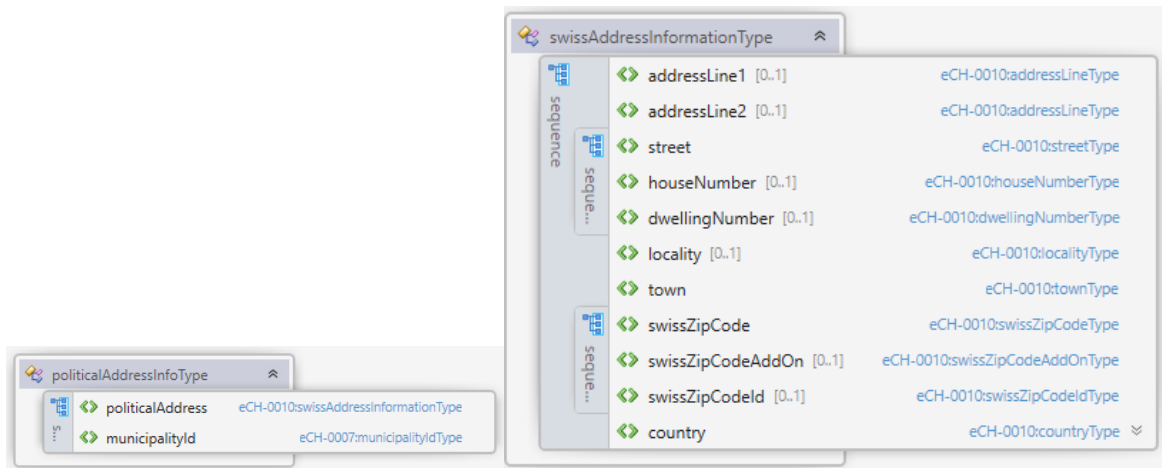 swissAddressInformationType
sequence
addressLine1 [0..1] eCH-0010:addressLineType
addressLine2 [0..1] eCH-0010:addressLineType
seque...
street eCH-0010:streetType
houseNumber [0..1] eCH-0010:houseNumberType
dwellingNumber [0..1] eCH-0010:dwellingNumberType
locality [0..1] eCH-0010:localityType
town eCH-0010:townType
seque...
swissZipCode eCH-0010:swissZipCodeType
swissZipCodeAddOn [0..1] eCH-0010:swissZipCodeAddOnType
swissZipCodeId [0..1] eCH-0010:swissZipCodeIdType
country eCH-0010:countryType
politicalAddressInfoType
s...
politicalAddress eCH-0010:swissAddressInformationType
municipalityId eCH-0007:municipalityIdType